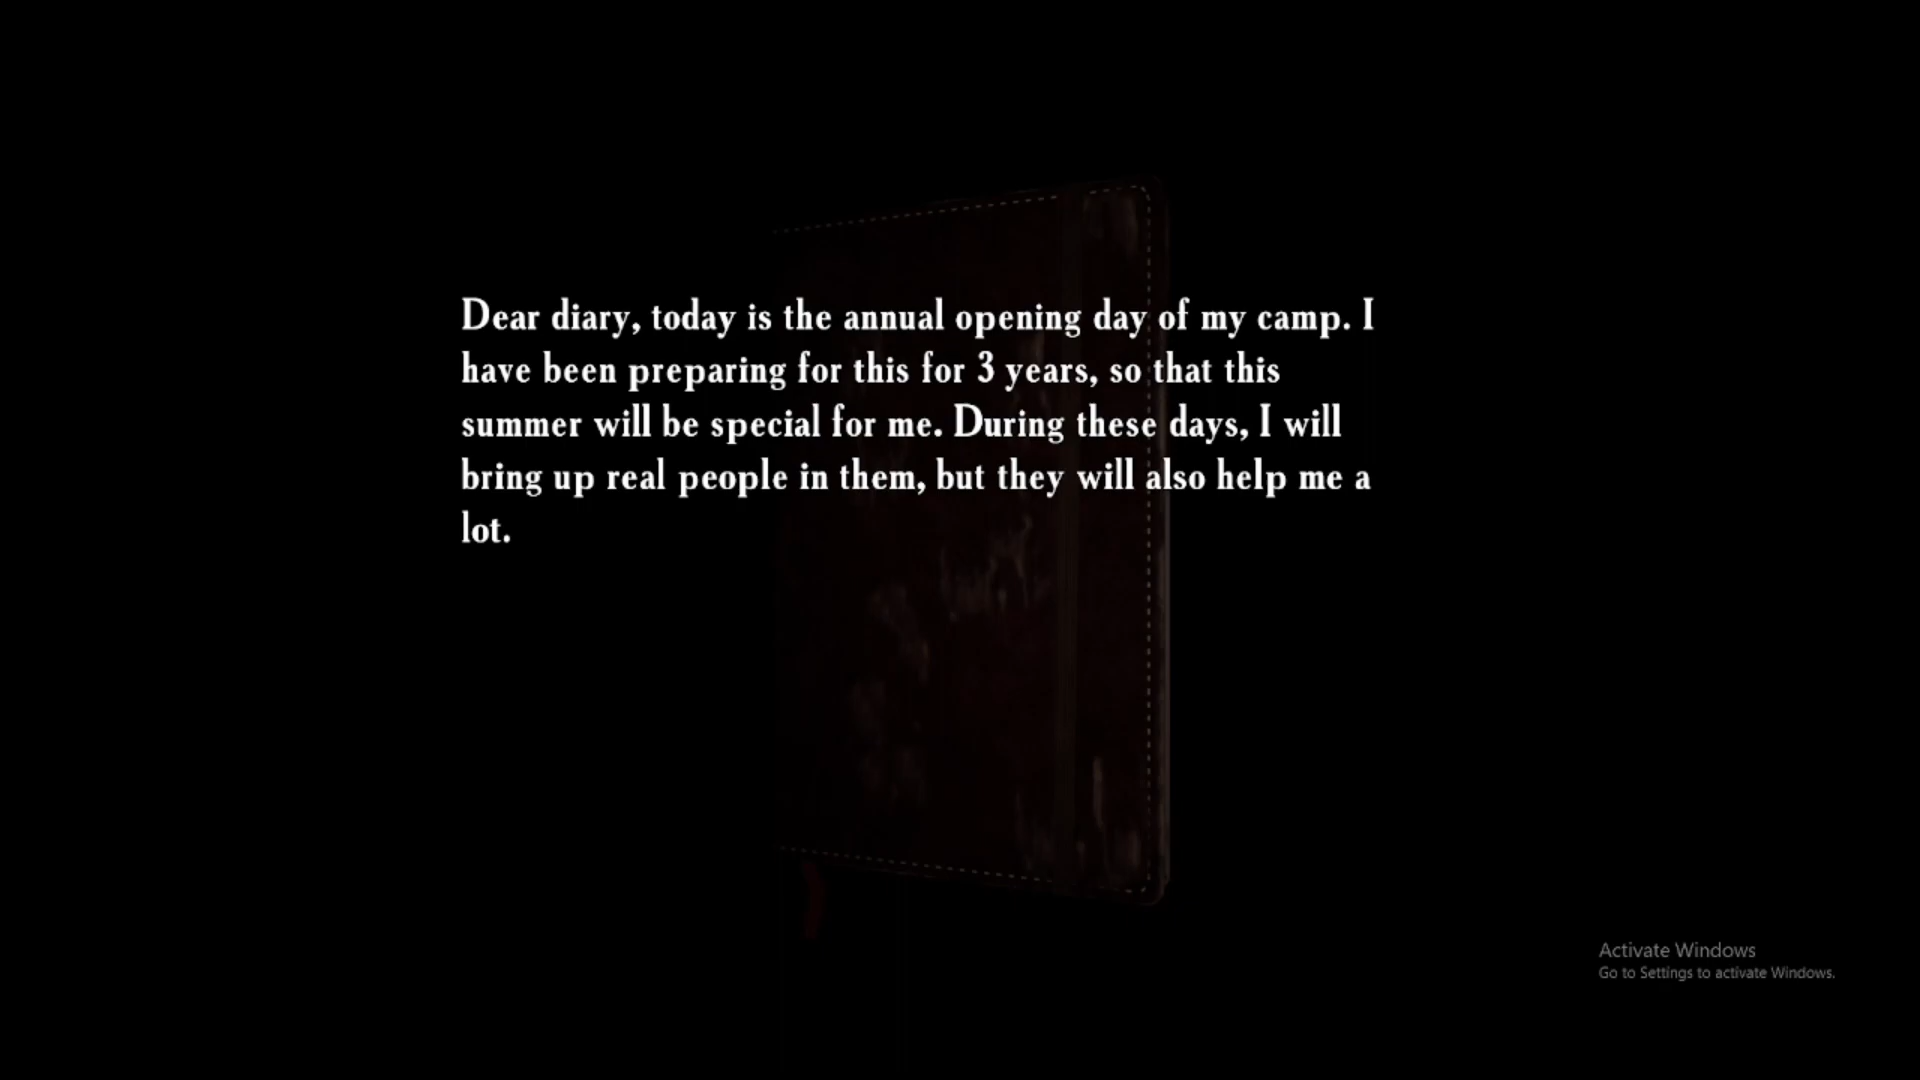 Dear diary, today is the annual opening day of my camp. I
have been preparing for this for 3 years, so that this
summer will be special for me. During these days, I will
bring up real people in them, but they will also help me a
lot.
Activate Windows
Go to Settings to activate Windows.